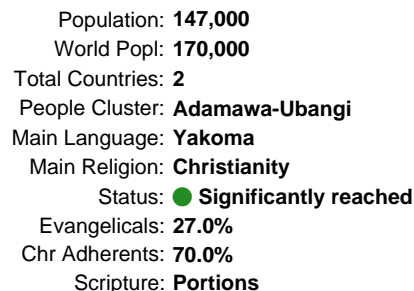 Population: 147,000
World Popl: 170,000
Total Countries: 2
People Cluster: Adamawa-Ubangi
Main Language: Yakoma
Main Religion: Christianity
Status: Significantly reached
Evangelicals: 27.0%
Chr Adherents: 70.0%
Scripture: Portions